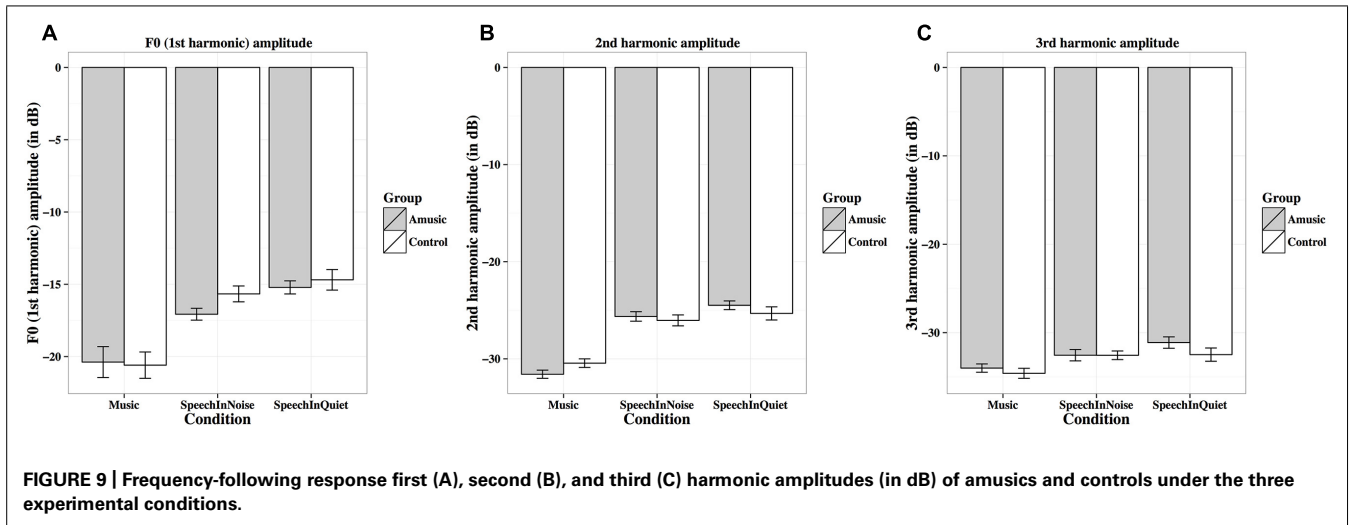 A
F0 (1st harmonic) amplitude
F0 (1st harmonic) amplitude (in dB)
0
−5
−10
−15
−20
Music SpeechInNoise SpeechInQuiet
Condition
Group
Amusic
Control
B
2nd harmonic amplitude
2nd harmonic amplitude (in dB)
0
−10
−20
−30
Music SpeechInNoise SpeechInQuiet
Condition
Group
Amusic
Control
C
3rd harmonic amplitude
3rd harmonic amplitude (in dB)
0
−10
−20
−30
Music SpeechInNoise SpeechInQuiet
Condition
Group
Amusic
Control
FIGURE 9 | Frequency-following response first (A), second (B), and third (C) harmonic amplitudes (in dB) of amusics and controls under the three
experimental conditions.